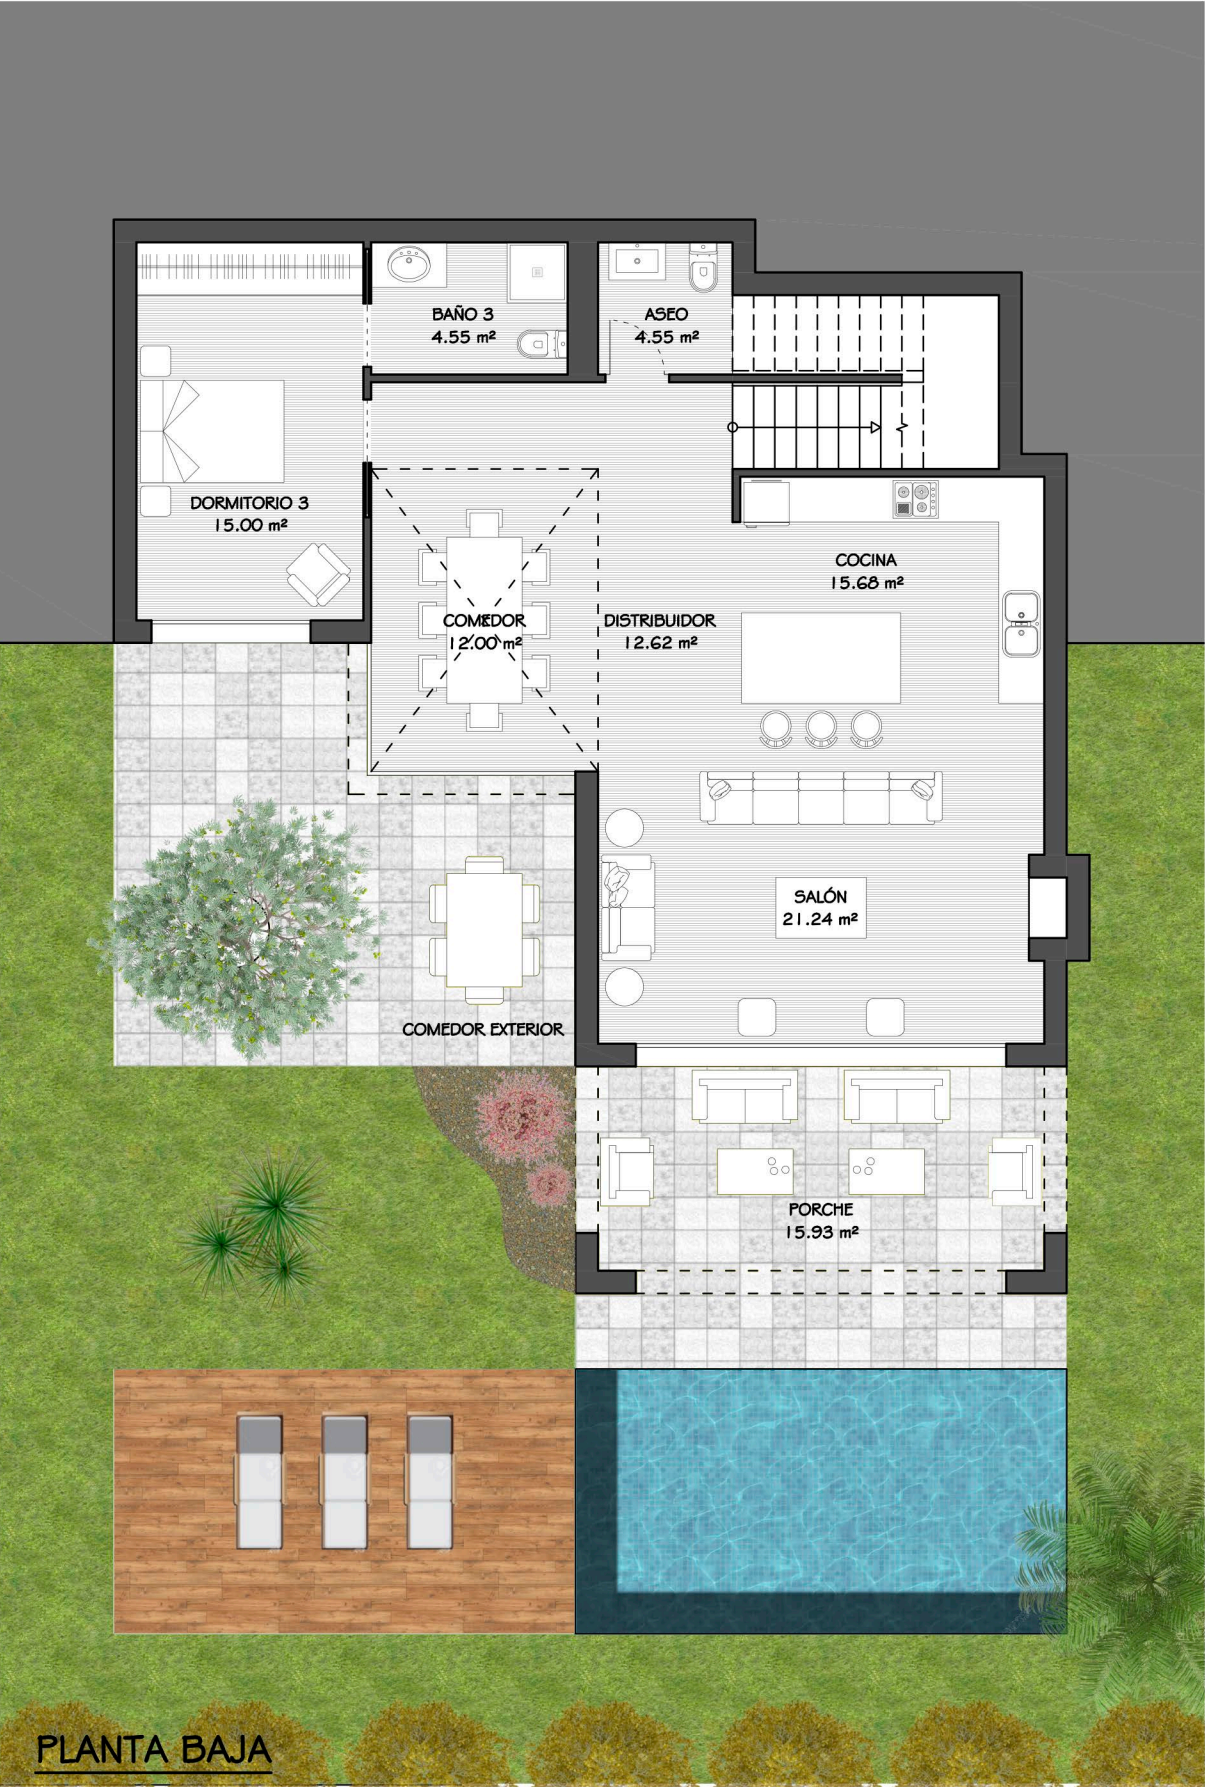 BAÑO 3
4.55 m²
ASEO
4.55 m²
DORMITORIO 3
15.00 m²
COCINA
15.68 m²
COMEDOR
12.00 m²
DISTRIBUIDOR
12.62 m²
SALÓN
21.24 m²
COMEDOR EXTERIOR
PORCHE
15.93 m²
PLANTA BAJA